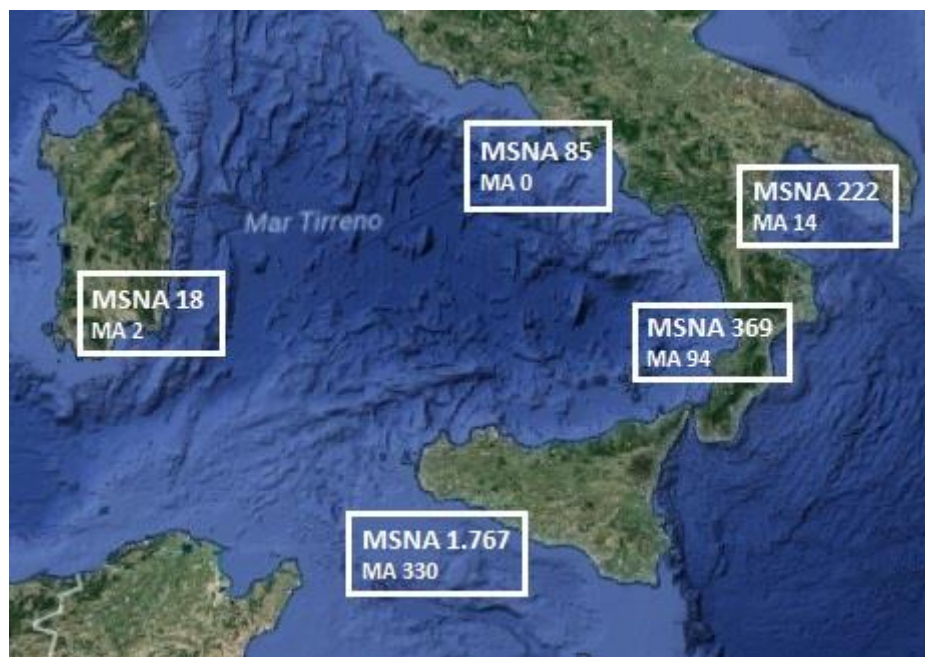 MSNA 85
MA 0
MSNA 222
MA 14
Mar Tirreno
MSNA 18
MA 2
MSNA 369
MA 94
MSNA 1.767
MA 330